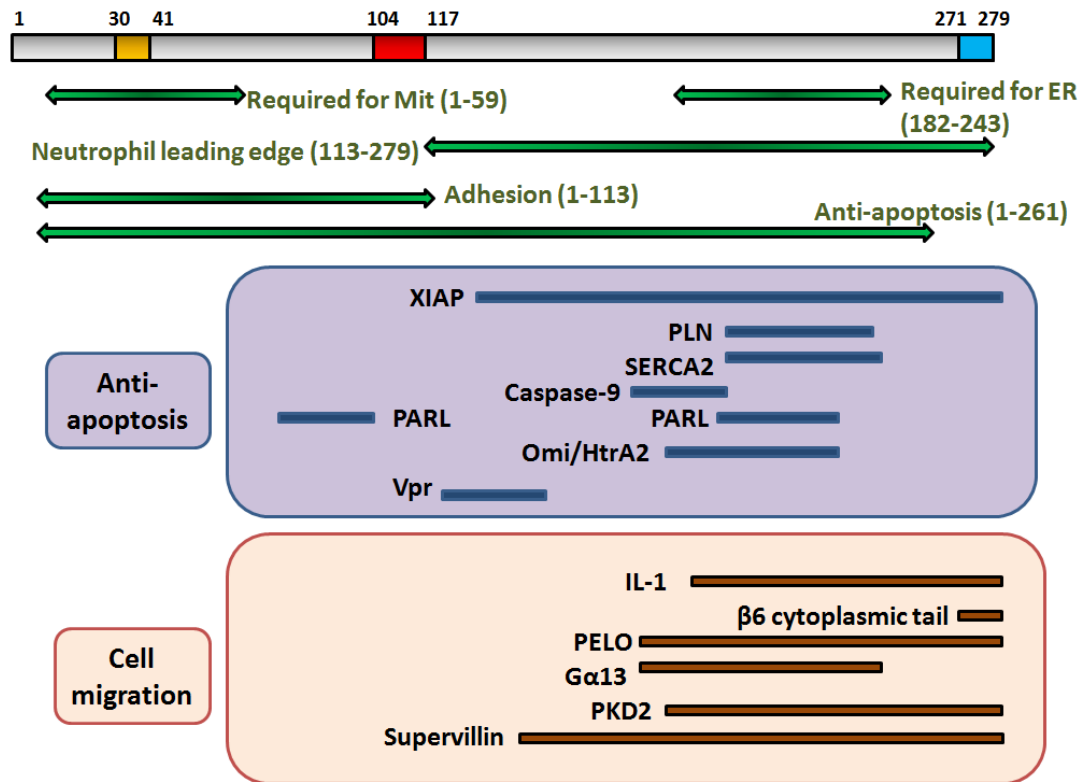 1 30 41 104 117 271 279
Required for Mit (1-59)
Required for ER
(182-243)
Neutrophil leading edge (113-279)
Adhesion (1-113)
Anti-apoptosis (1-261)
Anti-
apoptosis
XIAP
PLN
SERCA2
Caspase-9
PARL PARL
Omi/HtrA2
Vpr
Cell
migration
IL-1
β6 cytoplasmic tail
PELO
Gα13
PKD2
Supervillin